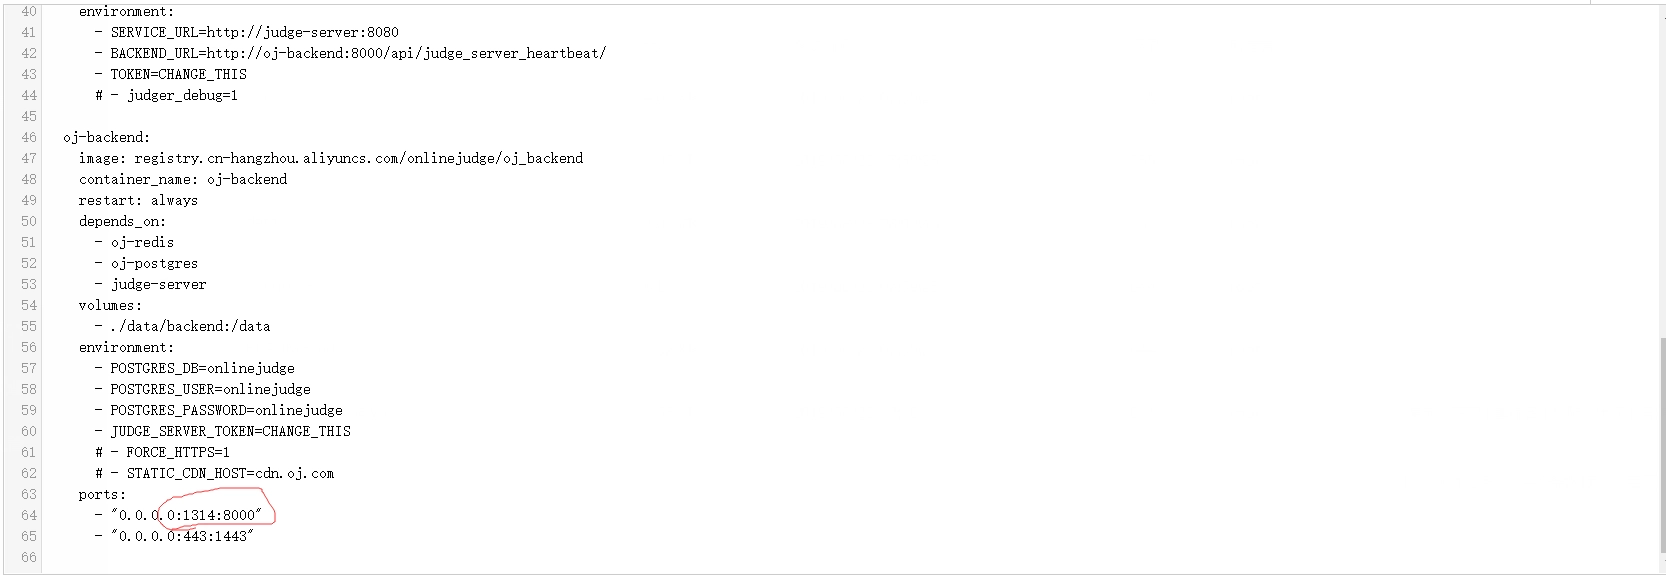 40 environment:
41 - SERVICE_URL=http://judge-server:8080
42 - BACKEND_URL=http://oj-backend:8000/api/judge_server_heartbeat/
43 - TOKEN=CHANGE_THIS
44 # - judger_debug=1
45
46 oj-backend:
47 image: registry.cn-hangzhou.aliyuncs.com/onlinejudge/oj_backend
48 container_name: oj-backend
49 restart: always
50 depends_on:
51 - oj-redis
52 - oj-postgres
53 - judge-server
54 volumes:
55 - ./data/backend:/data
56 environment:
57 - POSTGRES_DB=onlinejudge
58 - POSTGRES_USER=onlinejudge
59 - POSTGRES_PASSWORD=onlinejudge
60 - JUDGE_SERVER_TOKEN=CHANGE_THIS
61 # - FORCE_HTTPS=1
62 # - STATIC_CDN_HOST=cdn.oj.com
63 ports:
64 - "0.0.0.0:1314:8000"
65 - "0.0.0.0:443:1443"
66